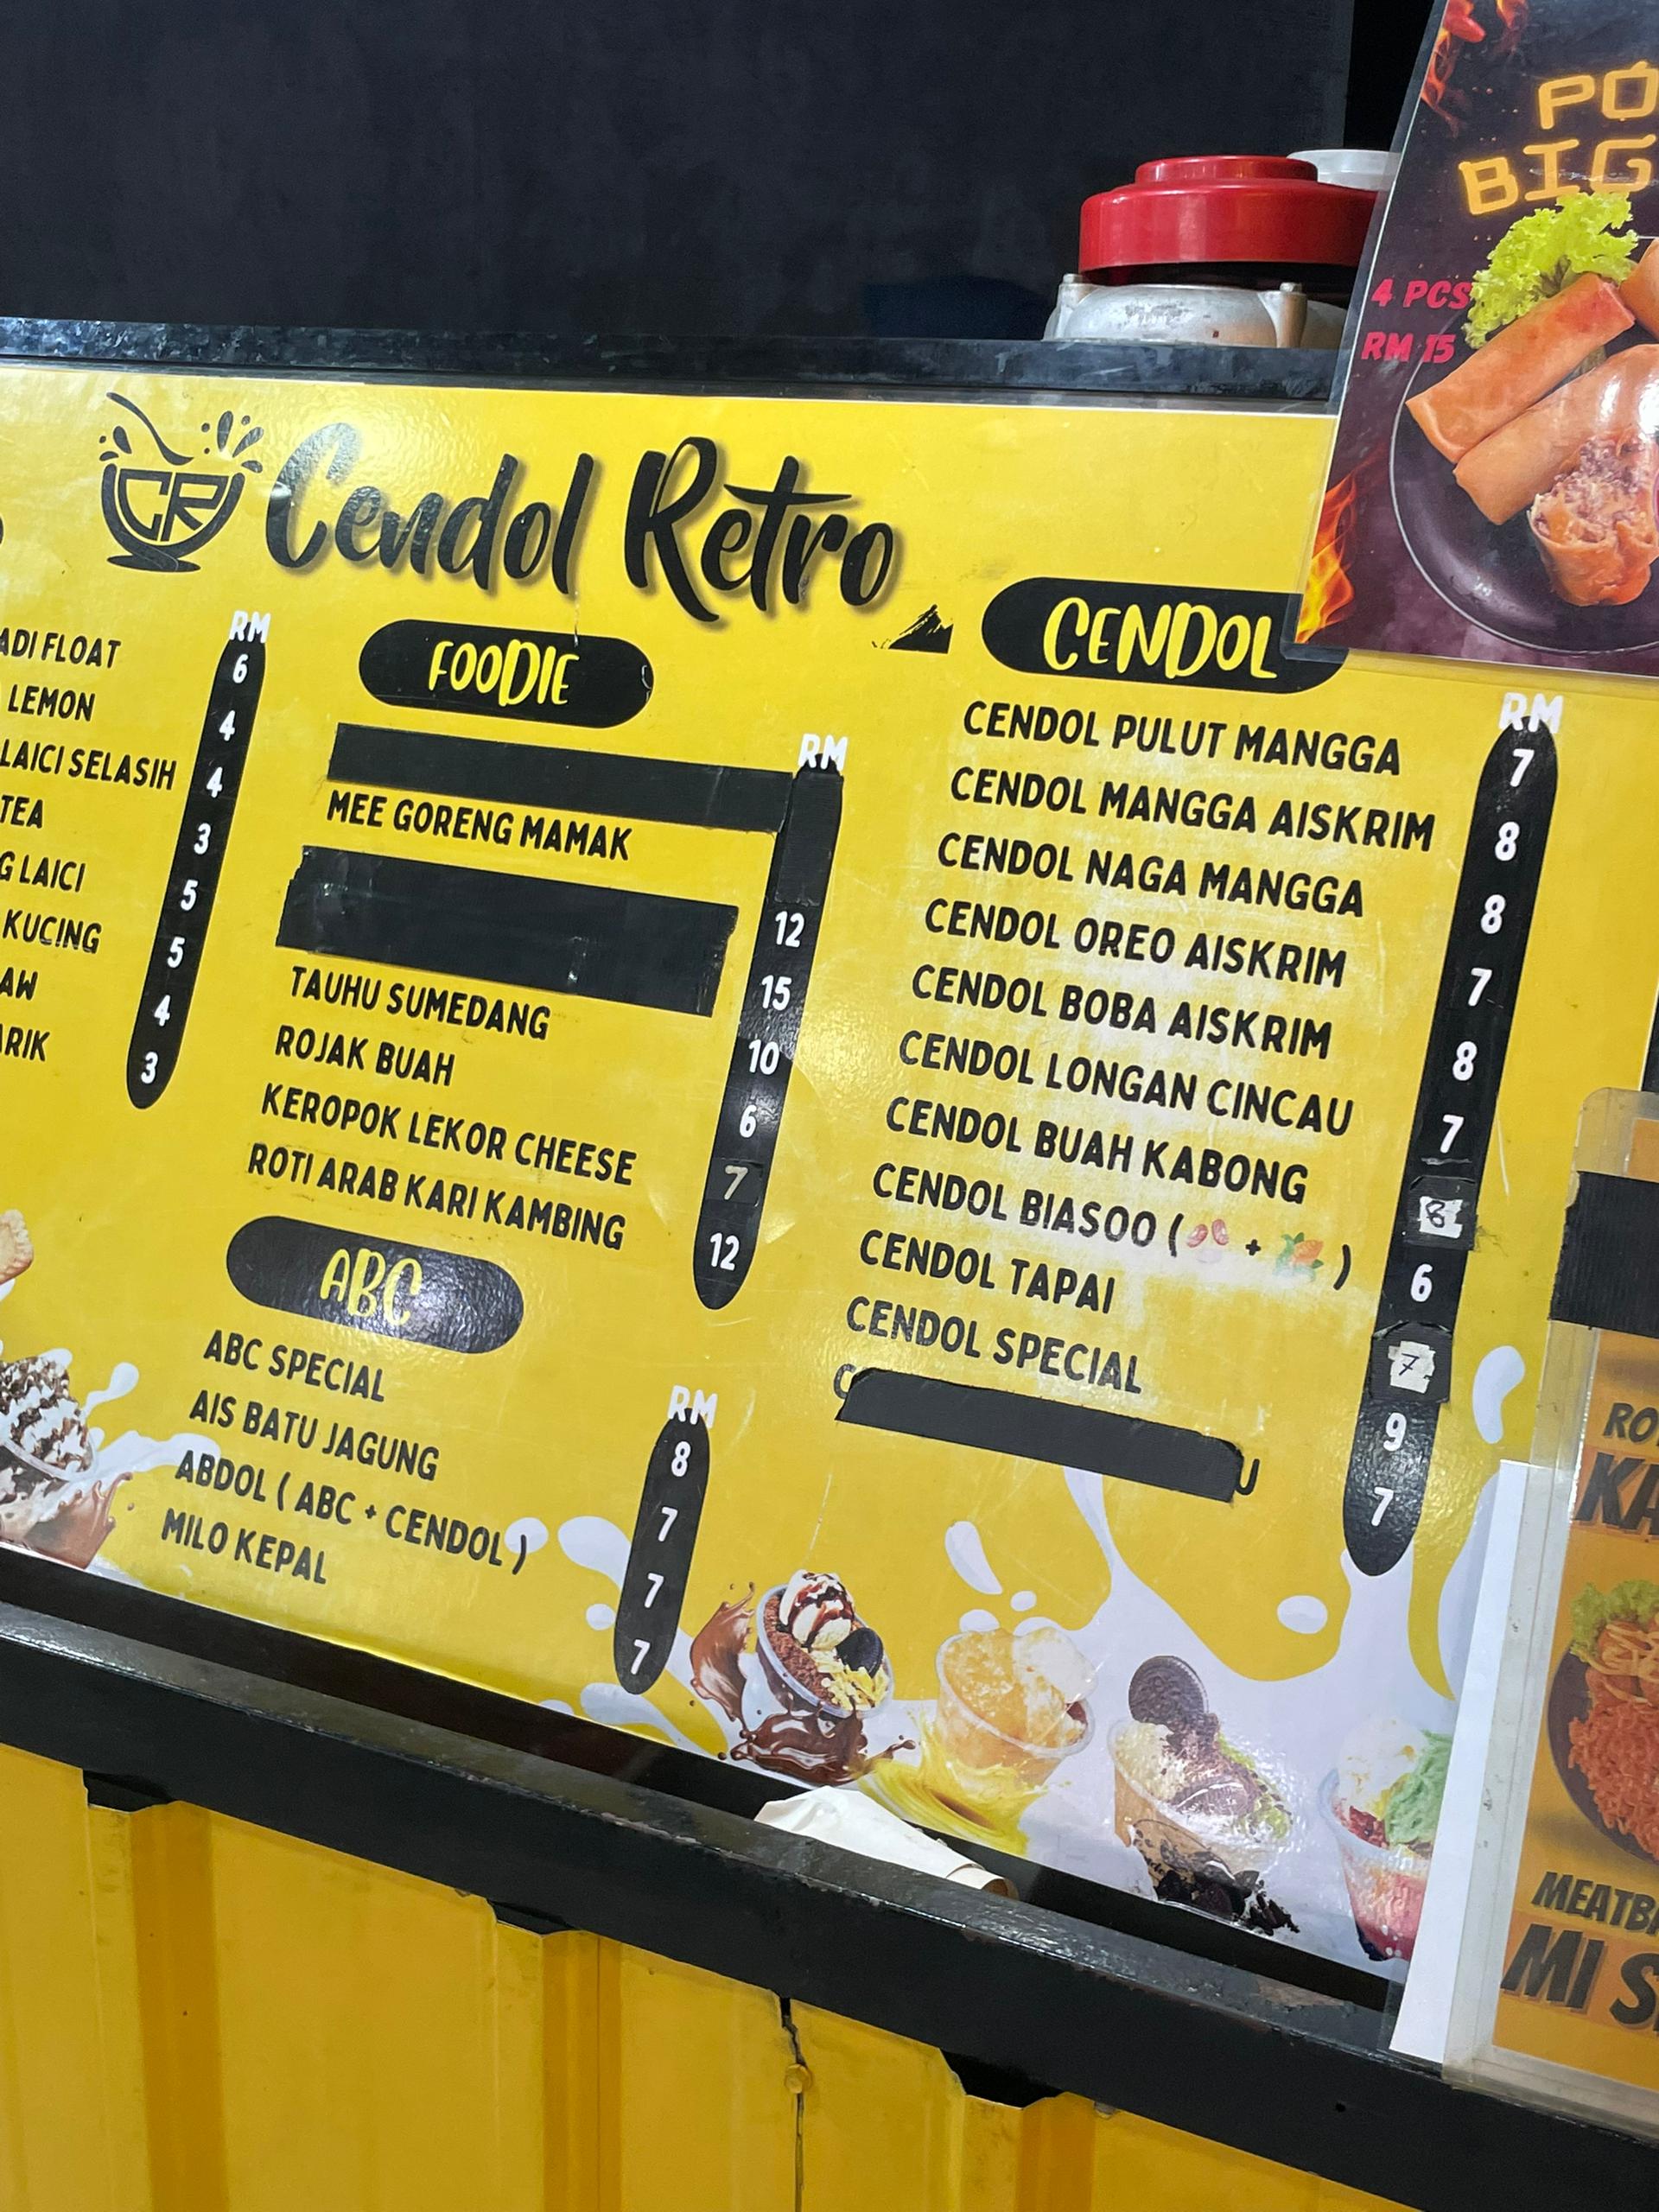 CR Cendol Retro
ADI FLOAT
LEMON
LAICI SELASIH
TEA
G LAICI
KUCING
AW
ARIK
RM
6
4
4
3
5
5
4
3
FOODIE
RM
MEE GORENG MAMAK
TAUHU SUMEDANG
ROJAK BUAH
KEROPOK LEKOR CHEESE
ROTI ARAB KARI KAMBING
12
15
10
6
7
12
ABC
RM
ABC SPECIAL 8
AIS BATU JAGUNG 7
ABDOL ( ABC + CENDOL ) 7
MILO KEPAL 7
CENDOL
RM
CENDOL PULUT MANGGA 7
CENDOL MANGGA AISKRIM 8
CENDOL NAGA MANGGA 8
CENDOL OREO AISKRIM 7
CENDOL BOBA AISKRIM 8
CENDOL LONGAN CINCAU 7
CENDOL BUAH KABONG 8
CENDOL BIASOO ( + ) 6
CENDOL TAPAI 7
CENDOL SPECIAL 9
C U 7
PO
BIG
4 PCS
RM 15
RO
KA
MEATBA
MI S